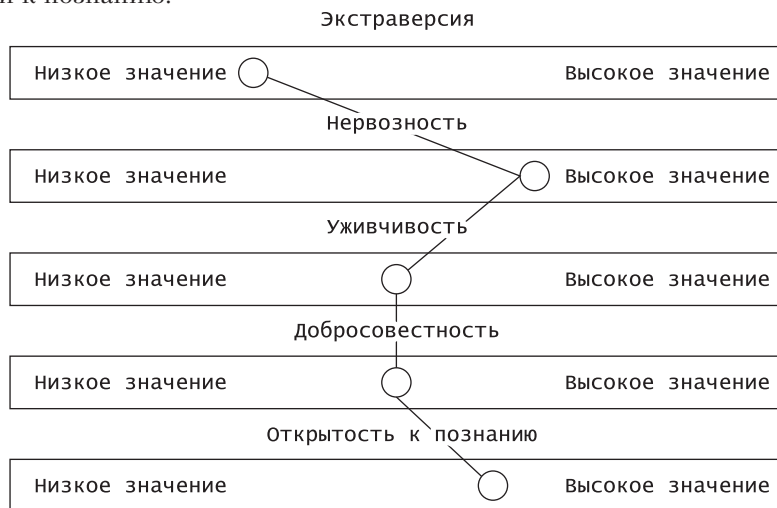 и к познанию.
Экстраверсия
Низкое значение Высокое значение
Нервозность
Низкое значение Высокое значение
Уживчивость
Низкое значение Высокое значение
Добросовестность
Низкое значение Высокое значение
Открытость к познанию
Низкое значение Высокое значение